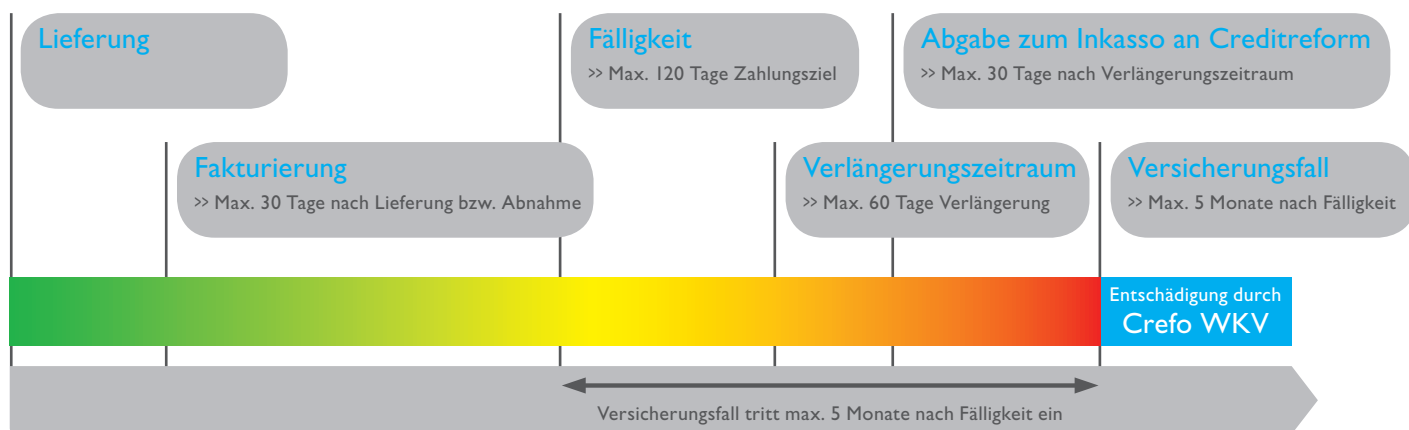 Lieferung
Fälligkeit
>> Max. 120 Tage Zahlungsziel
Abgabe zum Inkasso an Creditreform
>> Max. 30 Tage nach Verlängerungszeitraum
Fakturierung
>> Max. 30 Tage nach Lieferung bzw. Abnahme
Verlängerungszeitraum
>> Max. 60 Tage Verlängerung
Versicherungsfall
>> Max. 5 Monate nach Fälligkeit
Entschädigung durch
Crefo WKV
Versicherungsfall tritt max. 5 Monate nach Fälligkeit ein